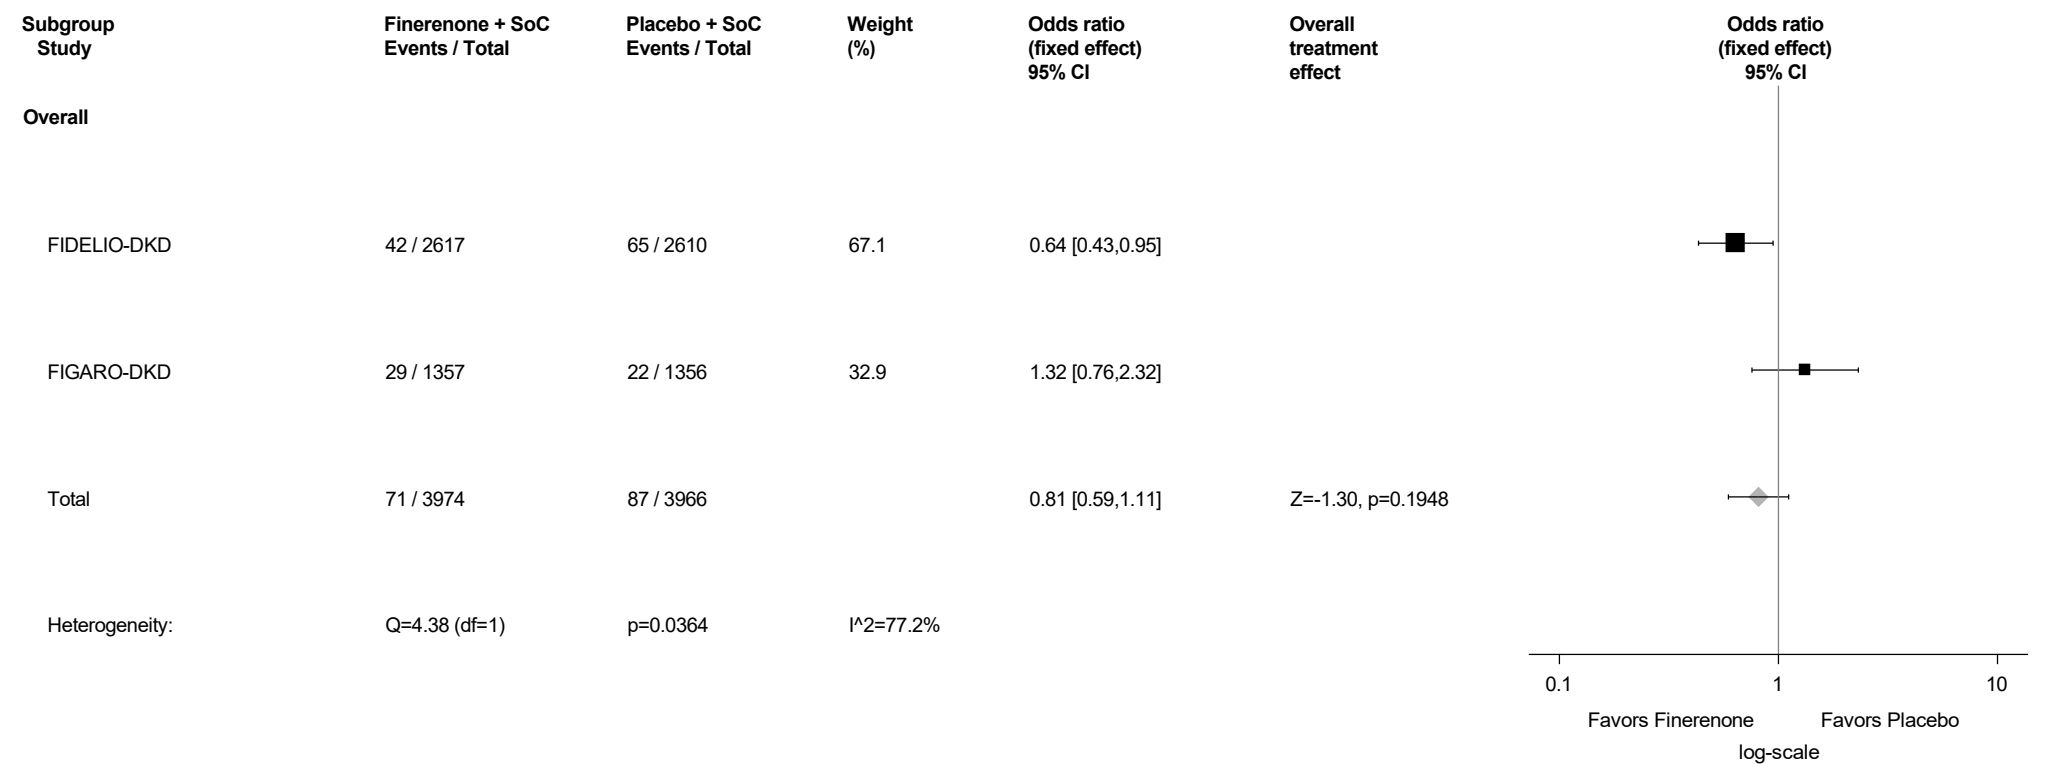 Subgroup Finerenone + SoC Placebo + SoC Weight Odds ratio Overall Odds ratio
Study Events / Total Events / Total (%) (fixed effect) treatment (fixed effect)
95% CI effect 95% CI
Overall
FIDELIO-DKD 42 / 2617 65 / 2610 67.1 0.64 [0.43,0.95]
FIGARO-DKD 29 / 1357 22 / 1356 32.9 1.32 [0.76,2.32]
Total 71 / 3974 87 / 3966 0.81 [0.59,1.11] Z=-1.30, p=0.1948
Heterogeneity: Q=4.38 (df=1) p=0.0364 I^2=77.2%
0.1 1 10
Favors Finerenone Favors Placebo
log-scale